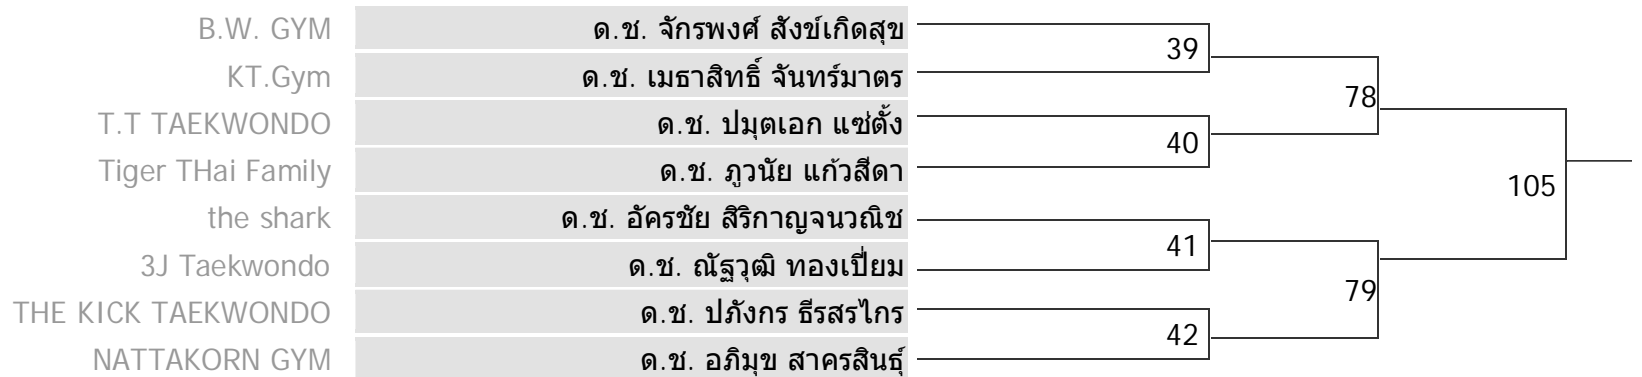 B.W. GYM ด.ช. จักรพงศ์ สังข์เกิดสุข
39
KT.Gym ด.ช. เมธาสิทธิ์ จันทร์มาตร
78
T.T TAEKWONDO ด.ช. ปมุตเอก แซ่ตั้ง
40
Tiger THai Family ด.ช. ภูวนัย แก้วสีดา
105
the shark ด.ช. อัครชัย สิริกาญจนวณิช
41
3J Taekwondo ด.ช. ณัฐวุฒิ ทองเปี่ยม
79
THE KICK TAEKWONDO ด.ช. ปภังกร ธีรสรไกร
42
NATTAKORN GYM ด.ช. อภิมุข สาครสินธุ์